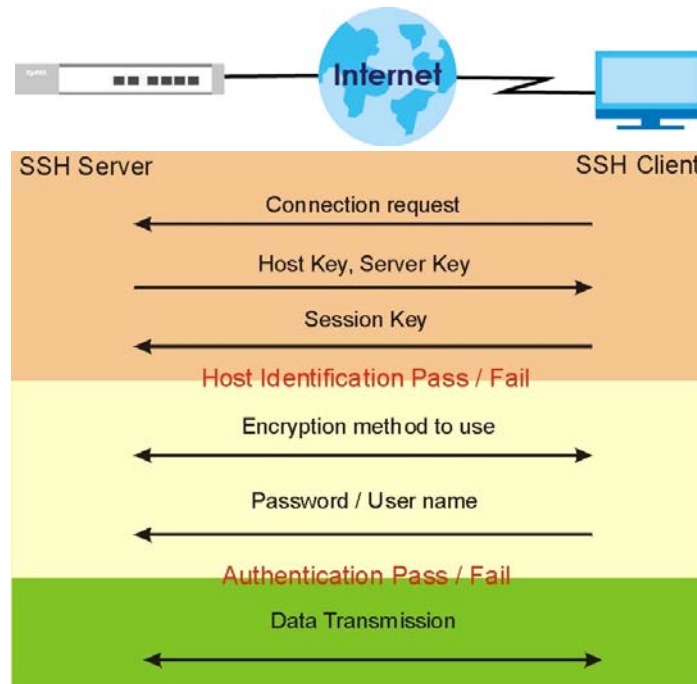 ZyXEL
Internet
SSH Server
SSH Client
Connection request
Host Key, Server Key
Session Key
Host Identification Pass / Fail
Encryption method to use
Password / User name
Authentication Pass / Fail
Data Transmission